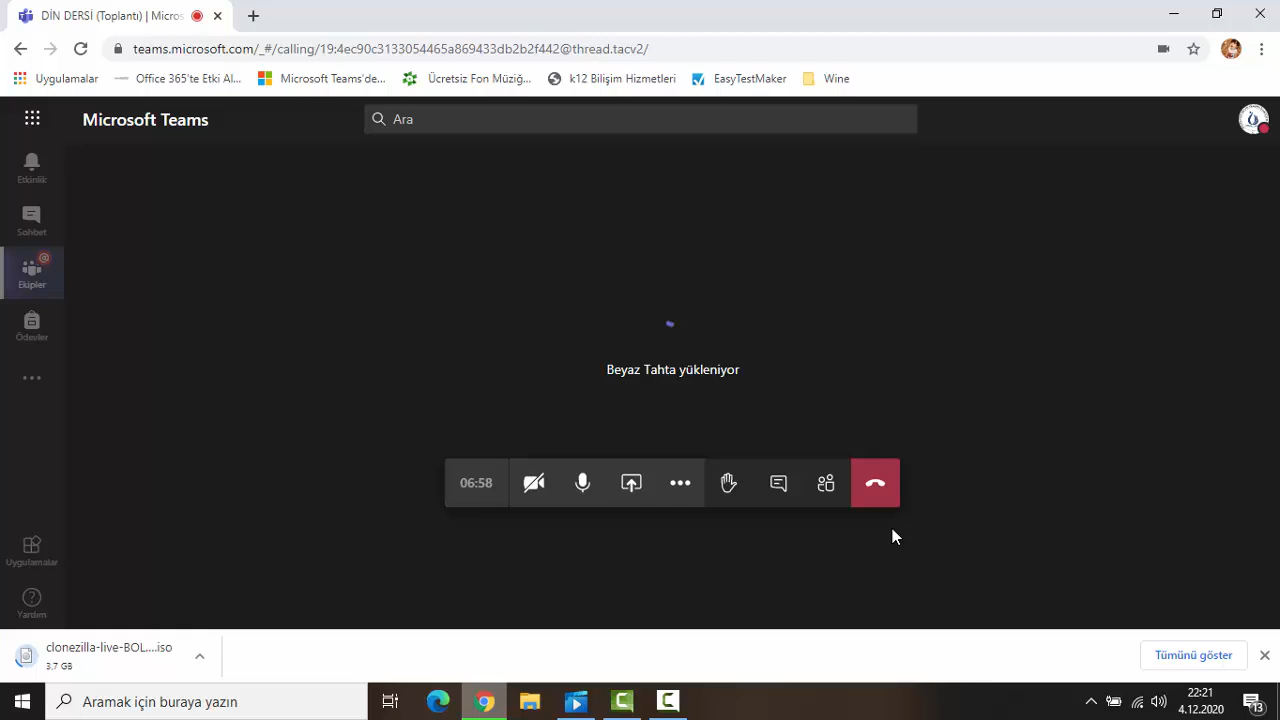 DİN DERSİ (Toplantı) | Micros
teams.microsoft.com/_#/calling/19:4ec90c3133054465a869433db2b2f442@thread.tacv2/
Uygulamalar
Office 365'te Etki Al...
Microsoft Teams'de...
Ücretsiz Fon Müziğ...
k12 Bilişim Hizmetleri
EasyTestMaker
Wine
Microsoft Teams
Ara
Etkinlik
Sohbet
Ekipler
Ödevler
Beyaz Tahta yükleniyor
06:58
Uygulamalar
Yardım
clonezilla-live-BOL....iso
3.7 GB
Tümünü göster
Aramak için buraya yazın
22:21
4.12.2020
13